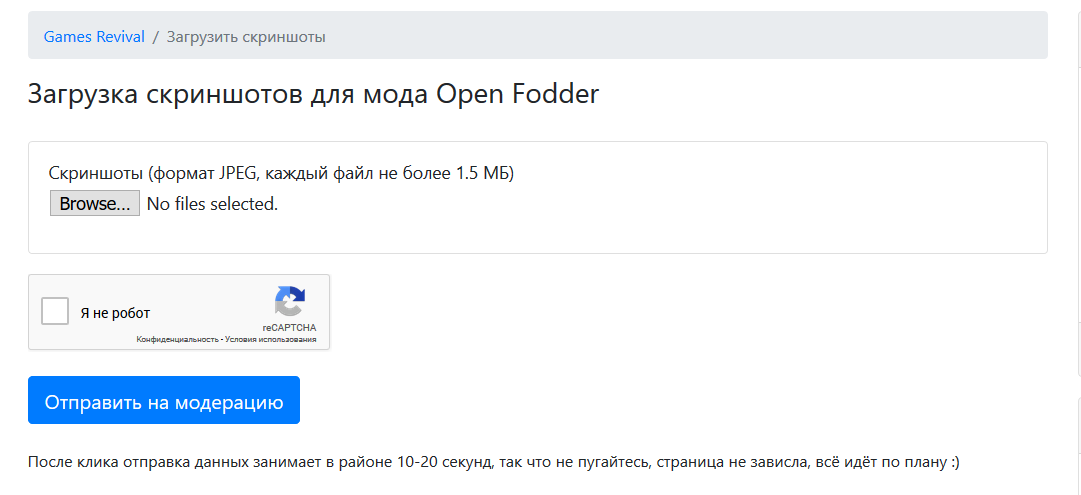 Games Revival / Загрузить скриншоты
Загрузка скриншотов для мода Open Fodder
Скриншоты (формат JPEG, каждый файл не более 1.5 МБ)
Browse... No files selected.
Я не робот
reCAPTCHA
Конфиденциальность - Условия использования
Отправить на модерацию
После клика отправка данных занимает в районе 10-20 секунд, так что не пугайтесь, страница не зависла, всё идёт по плану :)